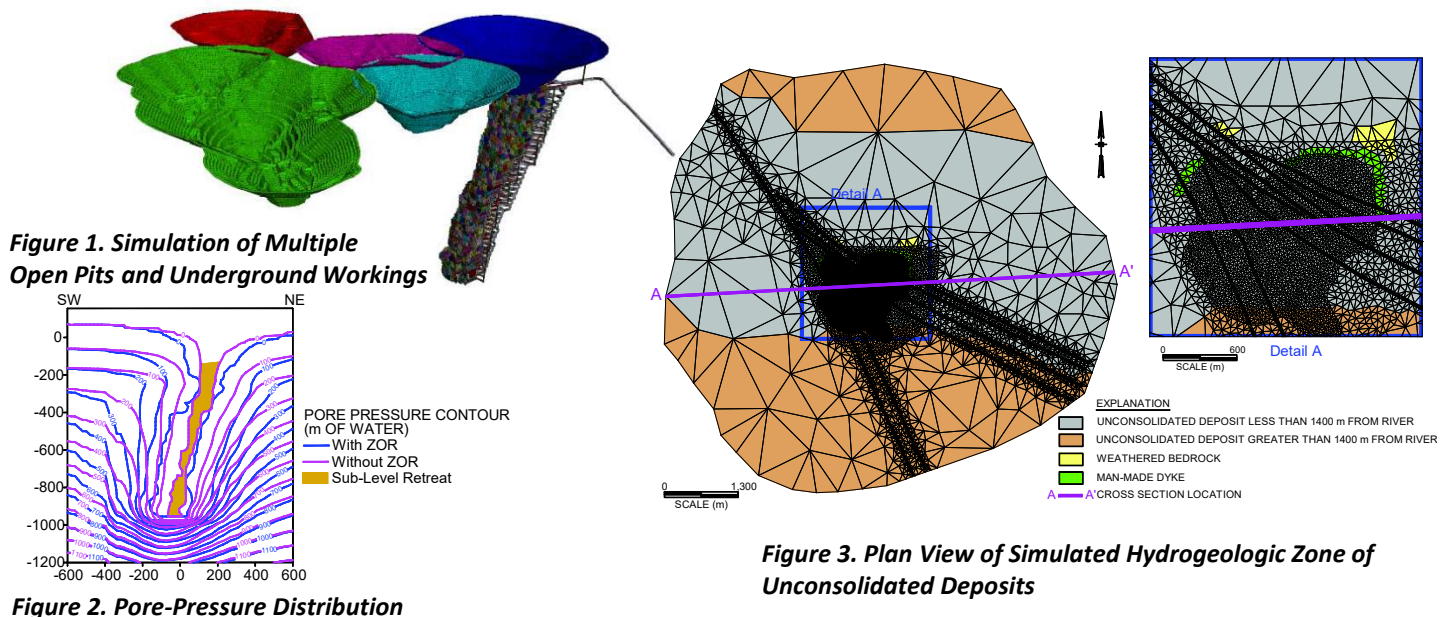 Figure 1. Simulation of Multiple
Open Pits and Underground Workings
SW NE
0
-200
-400
-600
-800
-1000
-1200
-600 -400 -200 0 200 400 600
PORE PRESSURE CONTOUR
(m OF WATER)
With ZOR
Without ZOR
Sub-Level Retreat
Figure 2. Pore-Pressure Distribution
Detail A
A A'
0 1,300
SCALE (m)
0 600
SCALE (m)
Detail A
EXPLANATION
UNCONSOLIDATED DEPOSIT LESS THAN 1400 m FROM RIVER
UNCONSOLIDATED DEPOSIT GREATER THAN 1400 m FROM RIVER
WEATHERED BEDROCK
MAN-MADE DYKE
A A' CROSS SECTION LOCATION
Figure 3. Plan View of Simulated Hydrogeologic Zone of
Unconsolidated Deposits